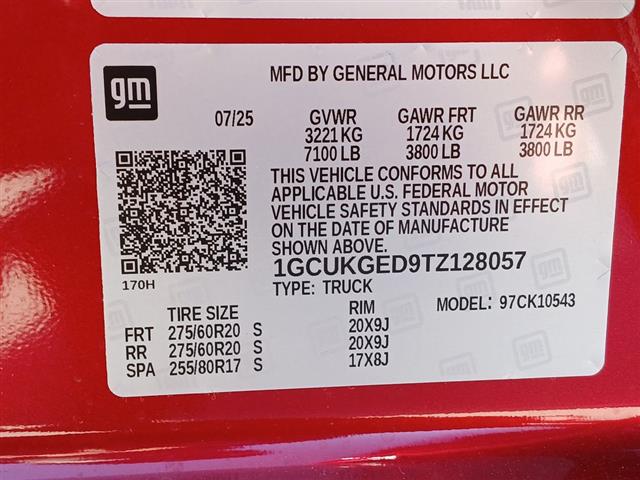 gm
MFD BY GENERAL MOTORS LLC
07/25 GVWR GAWR FRT GAWR RR
3221 KG 1724 KG 1724 KG
7100 LB 3800 LB 3800 LB
THIS VEHICLE CONFORMS TO ALL
APPLICABLE U.S. FEDERAL MOTOR
VEHICLE SAFETY STANDARDS IN EFFECT
ON THE DATE OF MANUFACTURE
SHOWN ABOVE.
170H
1GCUKGED9TZ128057
TYPE: TRUCK MODEL: 97CK10543
TIRE SIZE RIM
FRT 275/60R20 S 20X9J
RR 275/60R20 S 20X9J
SPA 255/80R17 S 17X8J